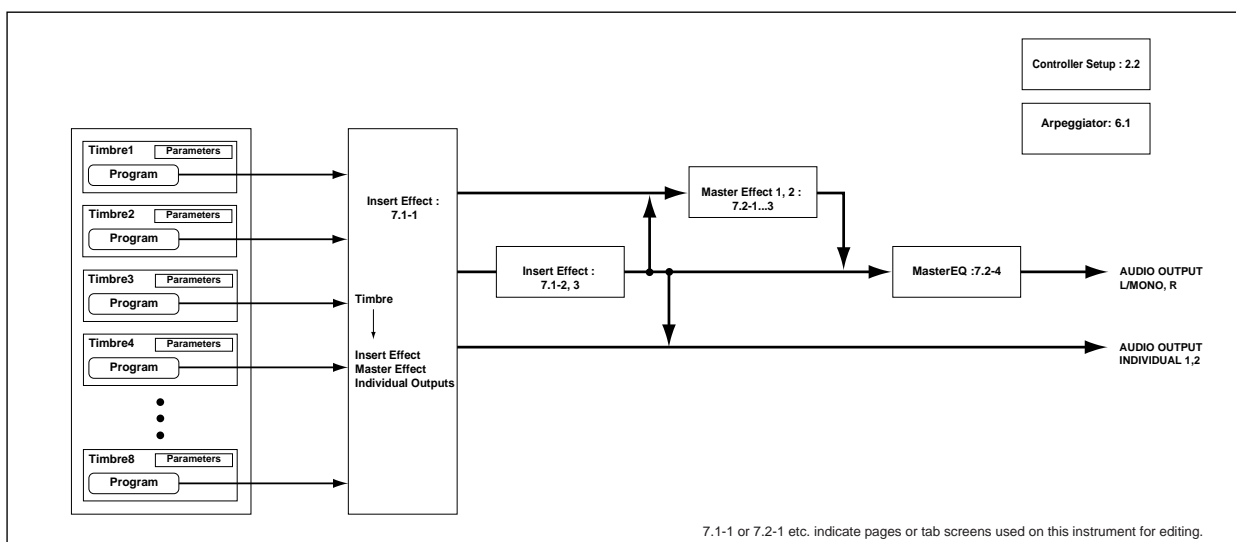 Controller Setup : 2.2
Arpeggiator: 6.1
Timbre1
Parameters
Program
Timbre2
Parameters
Program
Timbre3
Parameters
Program
Timbre4
Parameters
Program
Timbre8
Parameters
Program
Insert Effect :
7.1-1
Timbre
Insert Effect
Master Effect
Individual Outputs
Insert Effect :
7.1-2, 3
Master Effect 1, 2 :
7.2-1...3
MasterEQ :7.2-4
AUDIO OUTPUT
L/MONO, R
AUDIO OUTPUT
INDIVIDUAL 1,2
7.1-1 or 7.2-1 etc. indicate pages or tab screens used on this instrument for editing.